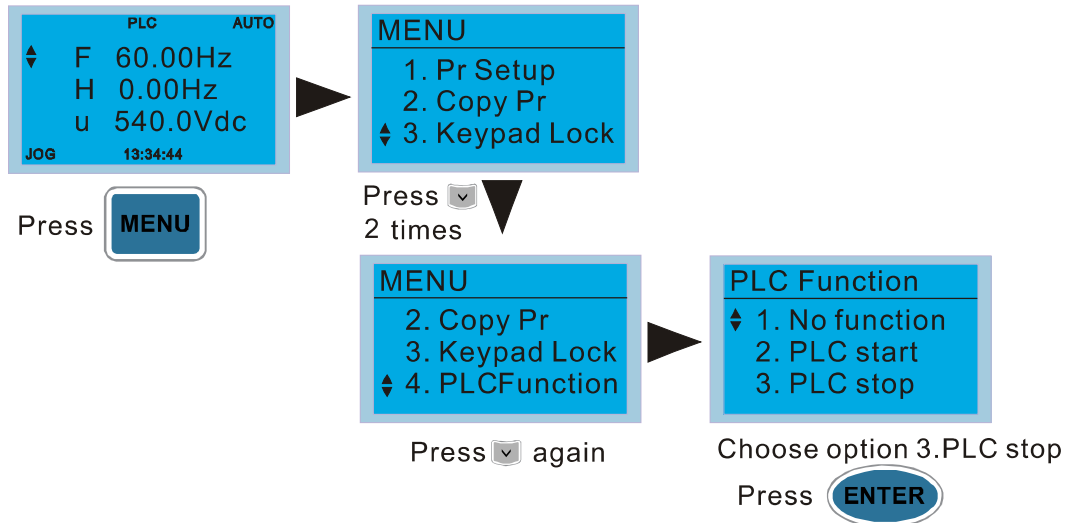 PLC AUTO
F 60.00Hz
H 0.00Hz
u 540.0Vdc
JOG 13:34:44
Press MENU
MENU
1. Pr Setup
2. Copy Pr
3. Keypad Lock
Press
2 times
MENU
2. Copy Pr
3. Keypad Lock
4. PLCFunction
Press again
PLC Function
1. No function
2. PLC start
3. PLC stop
Choose option 3.PLC stop
Press ENTER